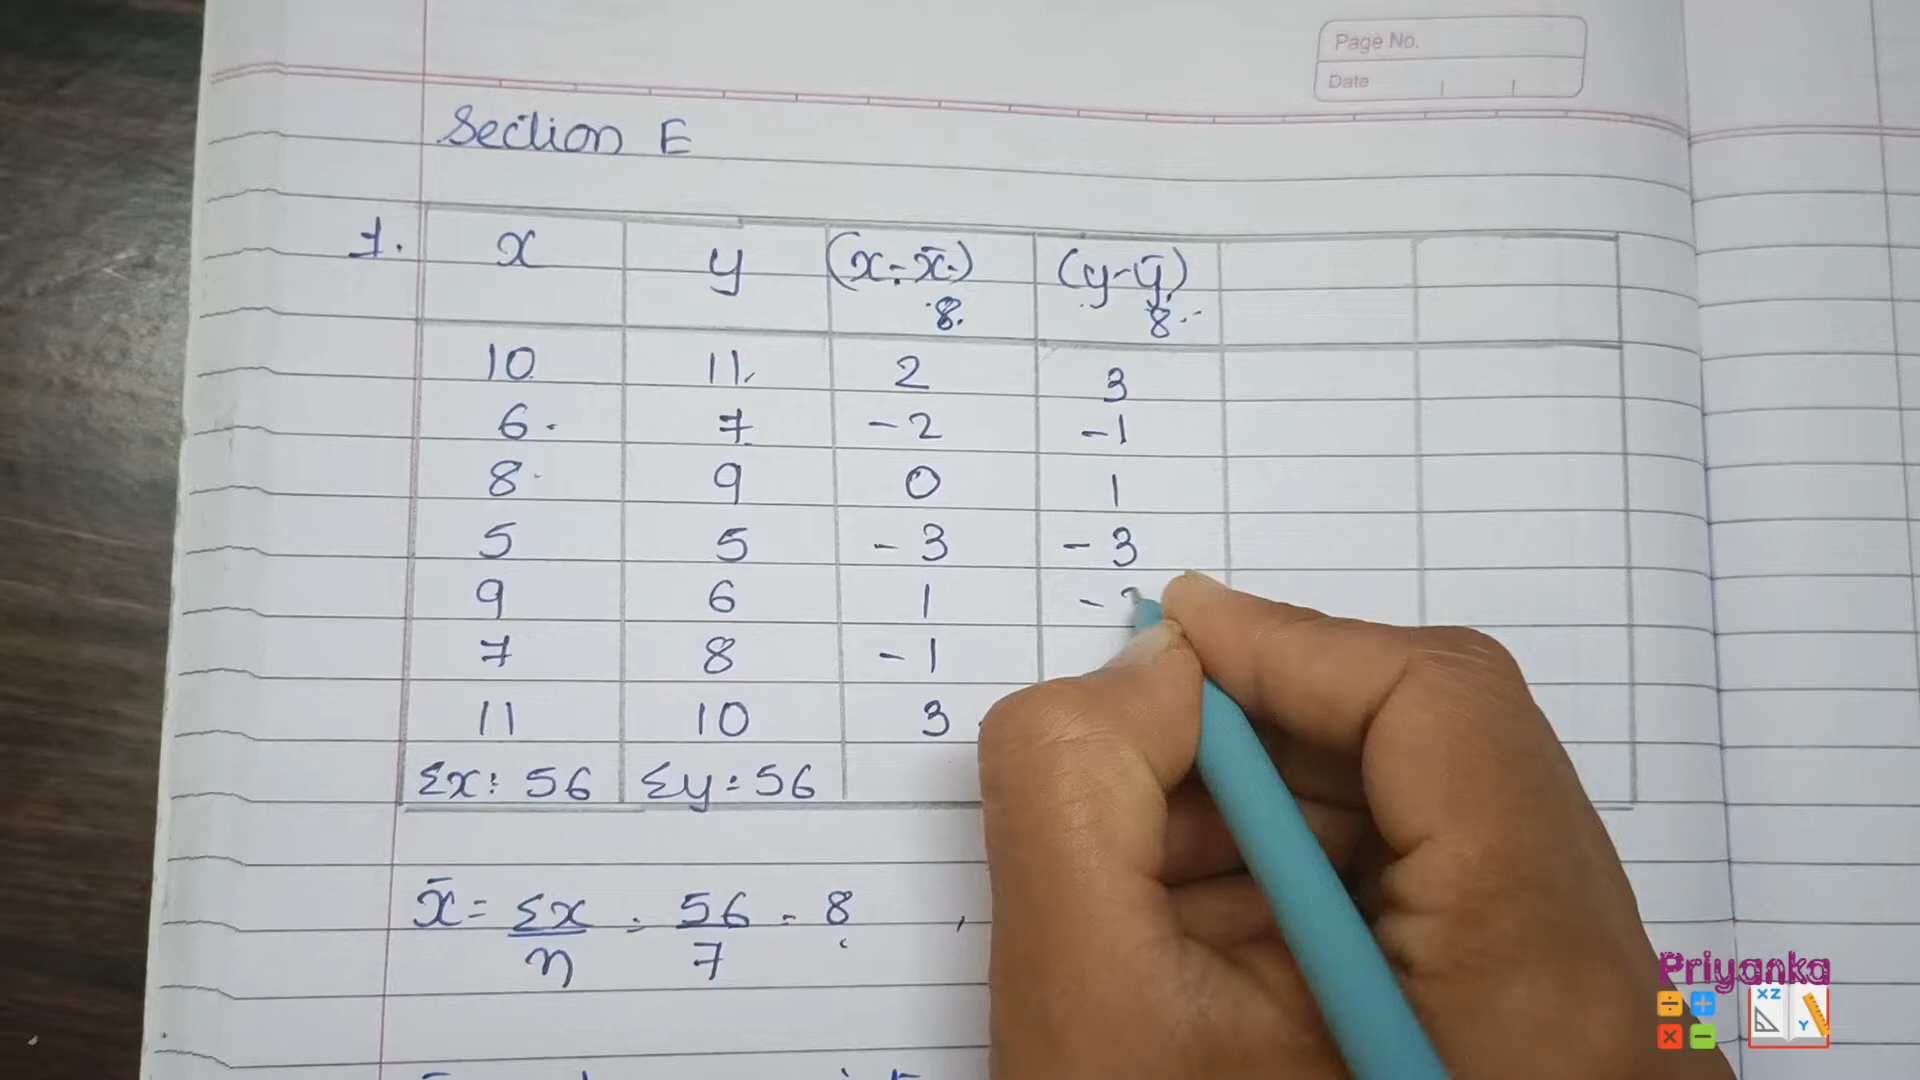 Page No.
Date
Section E
1. x y (x-x̄) (y-ȳ)
8. 8
10 11 2 3
6 7 -2 -1
8 9 0 1
5 5 -3 -3
9 6 1 -
7 8 -1
11 10 3
Σx = 56 Σy = 56
x̄ = Σx/n = 56/7 = 8 ,
Priyanka
XZ
Y